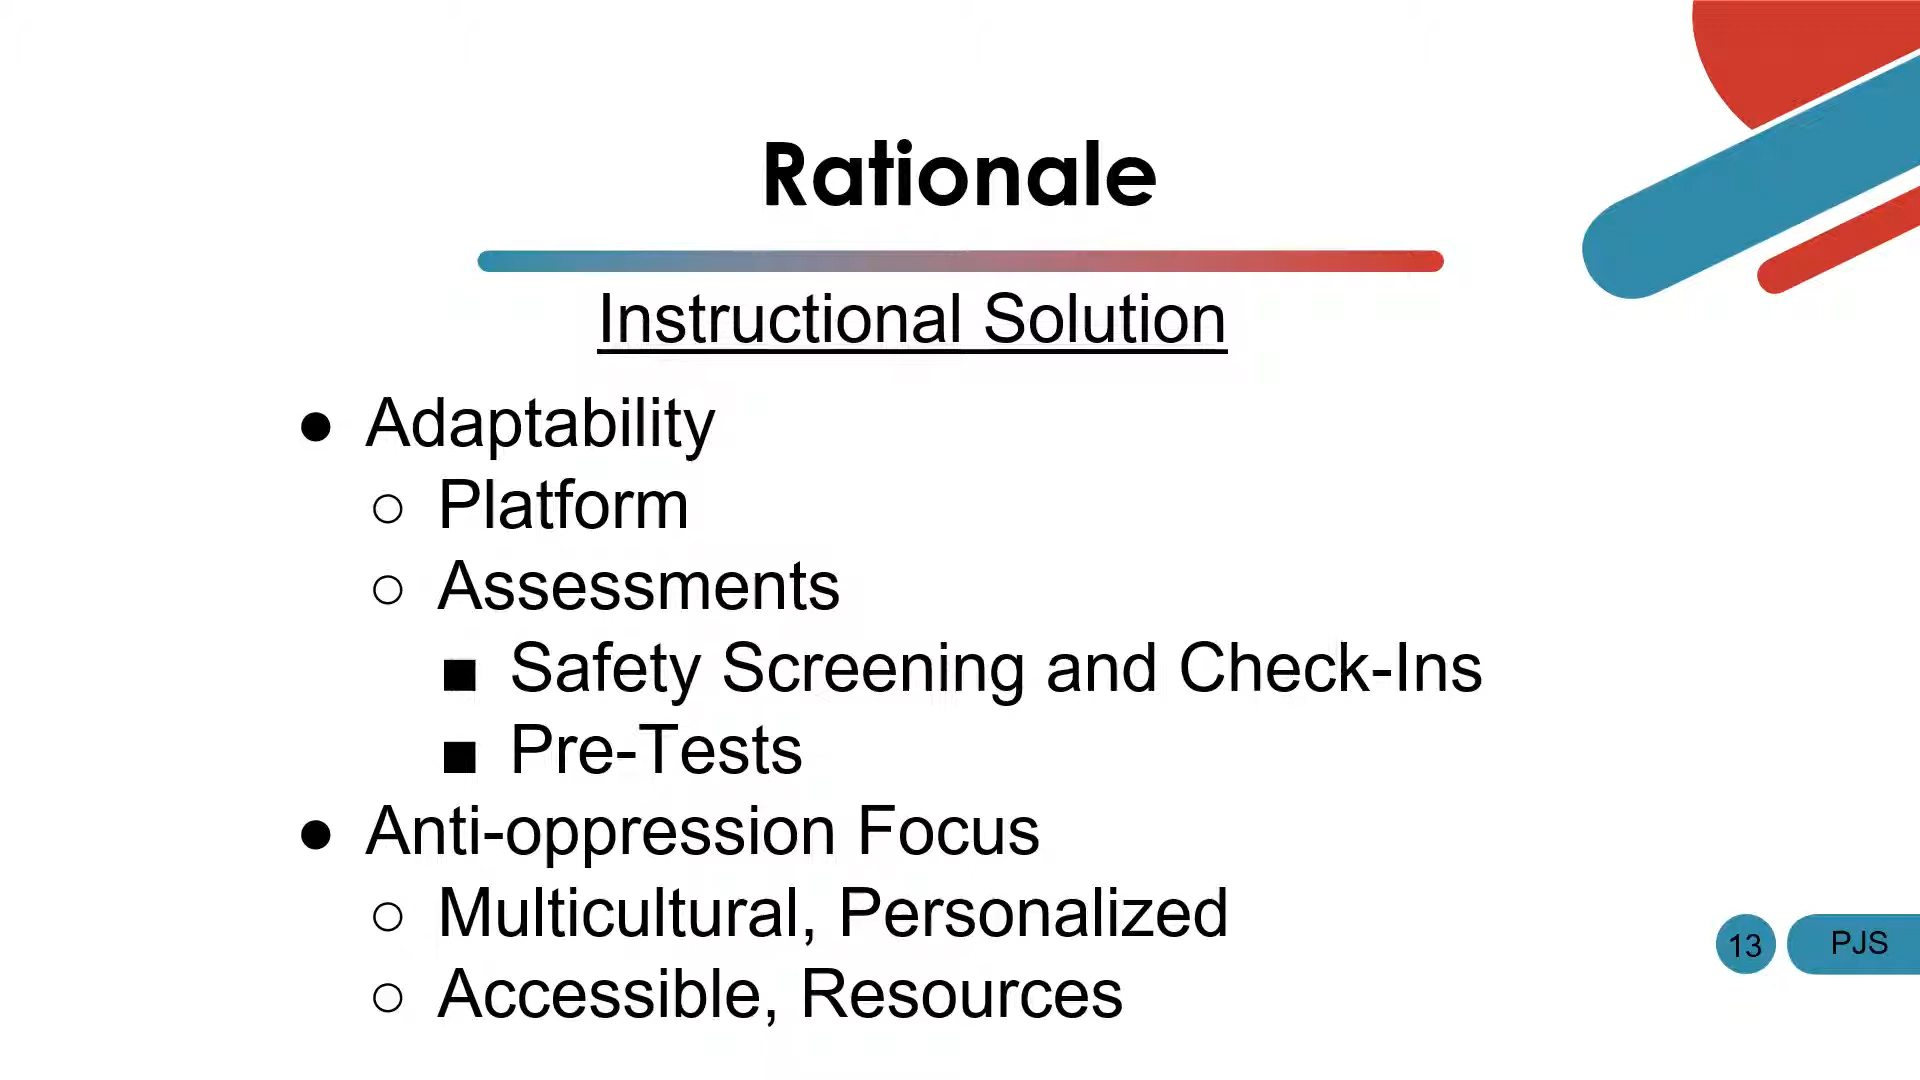 Rationale
Instructional Solution
● Adaptability
○ Platform
○ Assessments
■ Safety Screening and Check-Ins
■ Pre-Tests
● Anti-oppression Focus
○ Multicultural, Personalized
○ Accessible, Resources
13 PJS